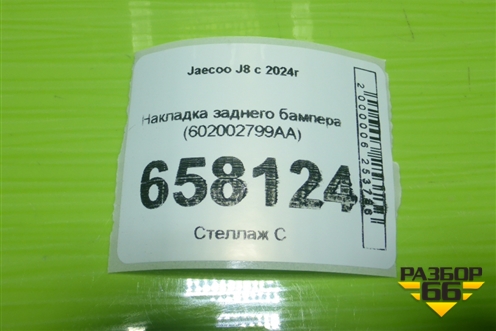 Jaecoo J8 с 2024г
Накладка заднего бампера
(602002799AA)
658124
Стеллаж С
РАЗБОР
66